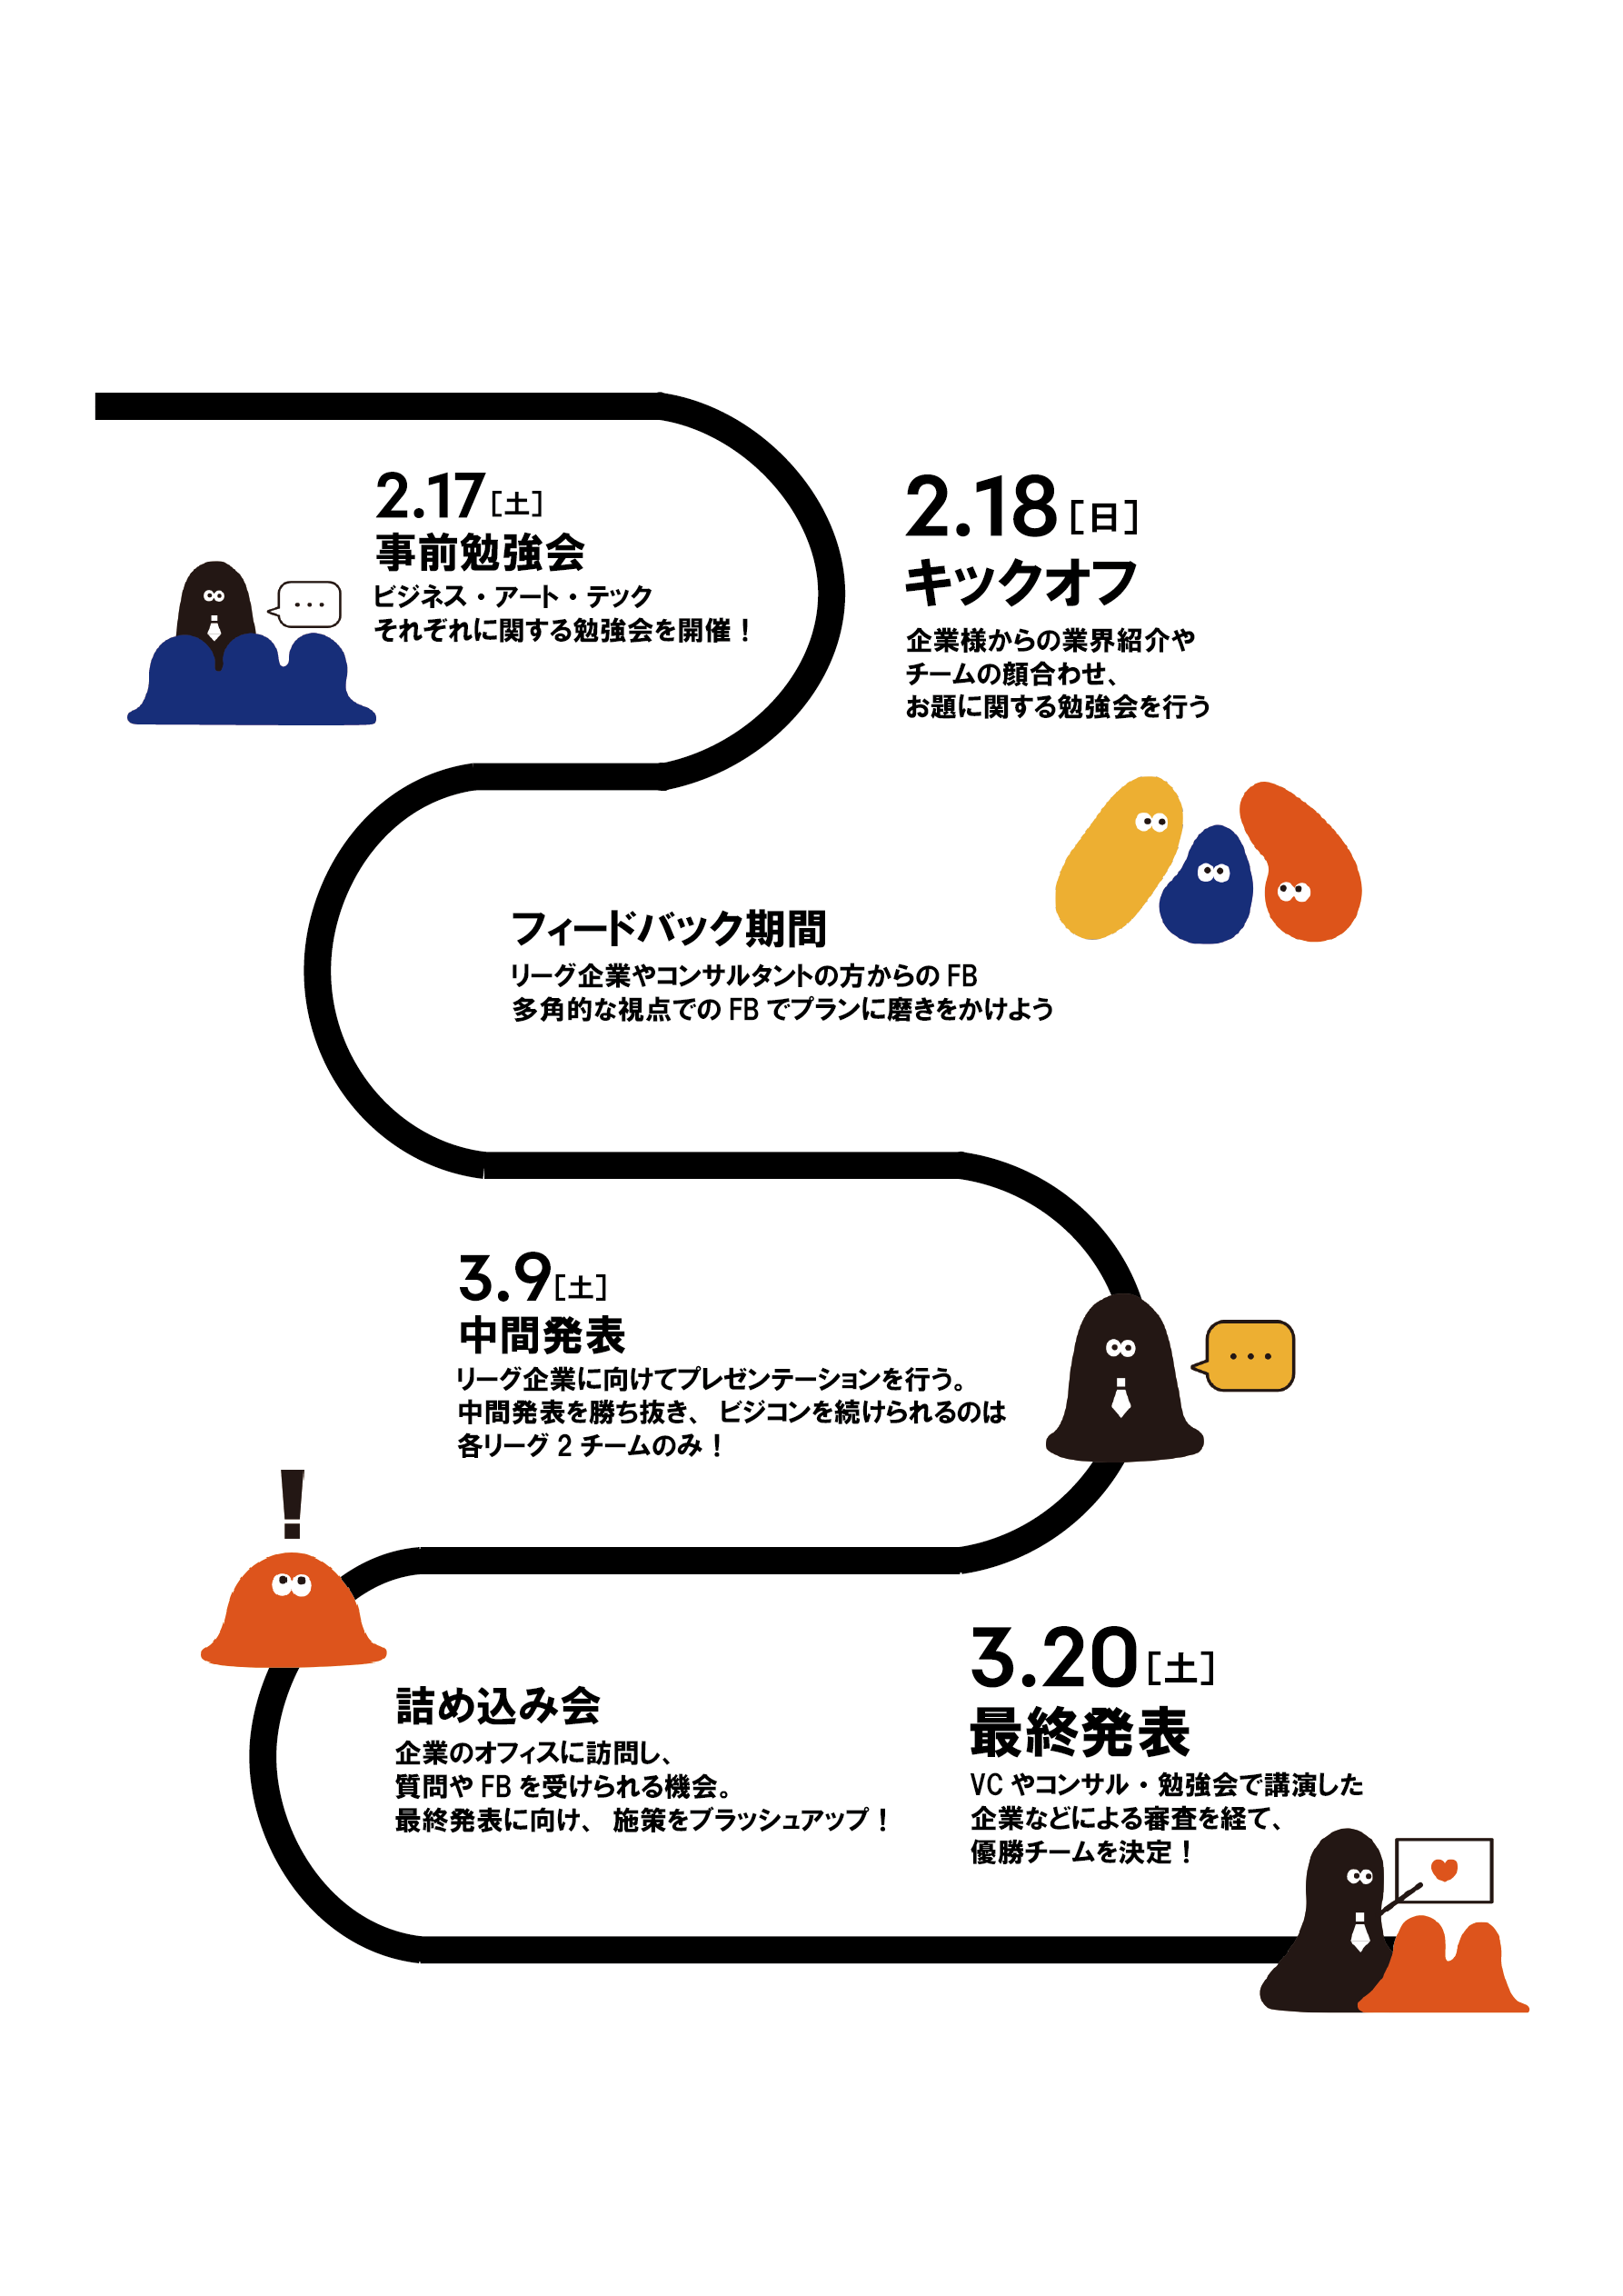 2.17[土]
事前勉強会
ビジネス・アート・テック
それぞれに関する勉強会を開催！
2.18[日]
キックオフ
企業様からの業界紹介や
チームの顔合わせ、
お題に関する勉強会を行う
フィードバック期間
リーグ企業やコンサルタントの方からの FB
多角的な視点での FB でプランに磨きをかけよう
3.9[土]
中間発表
リーグ企業に向けてプレゼンテーションを行う。
中間発表を勝ち抜き、ビジコンを続けられるのは
各リーグ 2 チームのみ！
!
詰め込み会
企業のオフィスに訪問し、
質問や FB を受けられる機会。
最終発表に向け、施策をブラッシュアップ！
3.20[土]
最終発表
VC やコンサル・勉強会で講演した
企業などによる審査を経て、
優勝チームを決定！